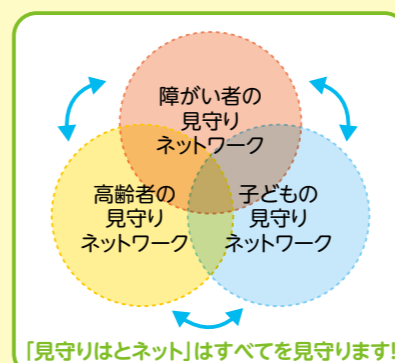 障がい者の
見守り
ネットワーク
高齢者の
見守り
ネットワーク
子どもの
見守り
ネットワーク
「見守りはとネット」はすべてを見守ります!